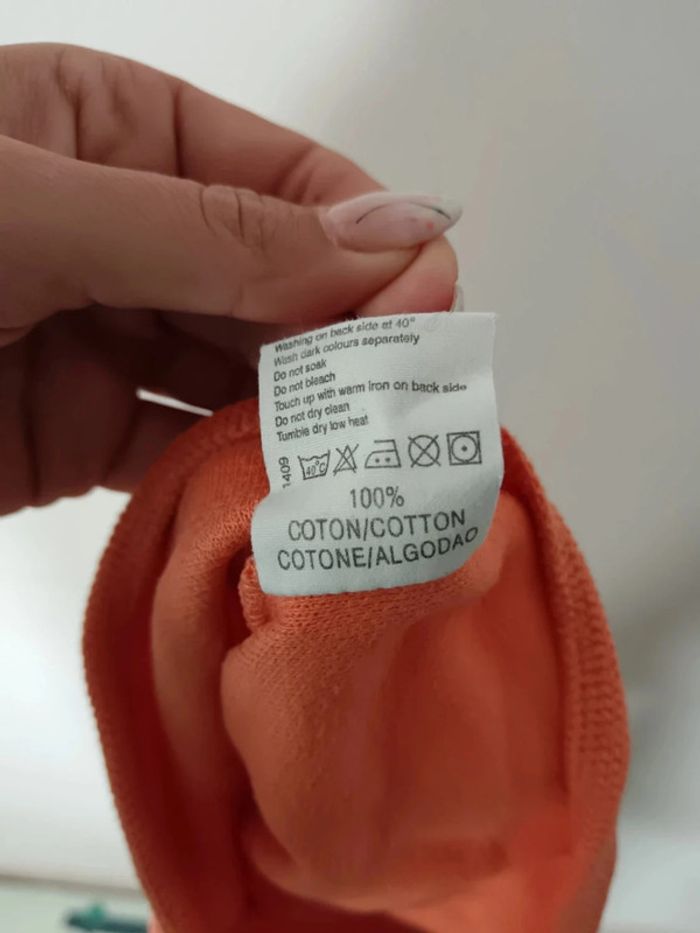 Washing on back side at 40°
Wash dark colours separately
Do not soak
Do not bleach
Touch up with warm iron on back side
Do not dry clean
Tumble dry low heat
1409
40°C
100%
COTON/COTTON
COTONE/ALGODAO